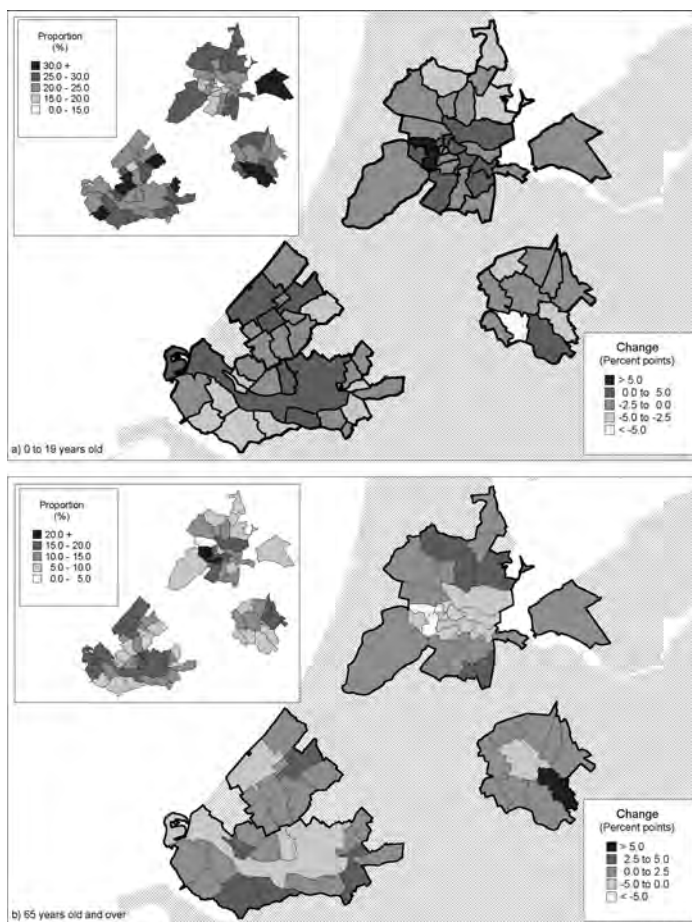 Proportion
(%)
30.0 +
25.0 - 30.0
20.0 - 25.0
15.0 - 20.0
0.0 - 15.0
Change
(Percent points)
> 5.0
0.0 to 5.0
-2.5 to 0.0
-5.0 to -2.5
< -5.0
a) 0 to 19 years old
Proportion
(%)
20.0 +
15.0 - 20.0
10.0 - 15.0
5.0 - 10.0
0.0 - 5.0
Change
(Percent points)
> 5.0
2.5 to 5.0
0.0 to 2.5
-5.0 to 0.0
< -5.0
b) 65 years old and over